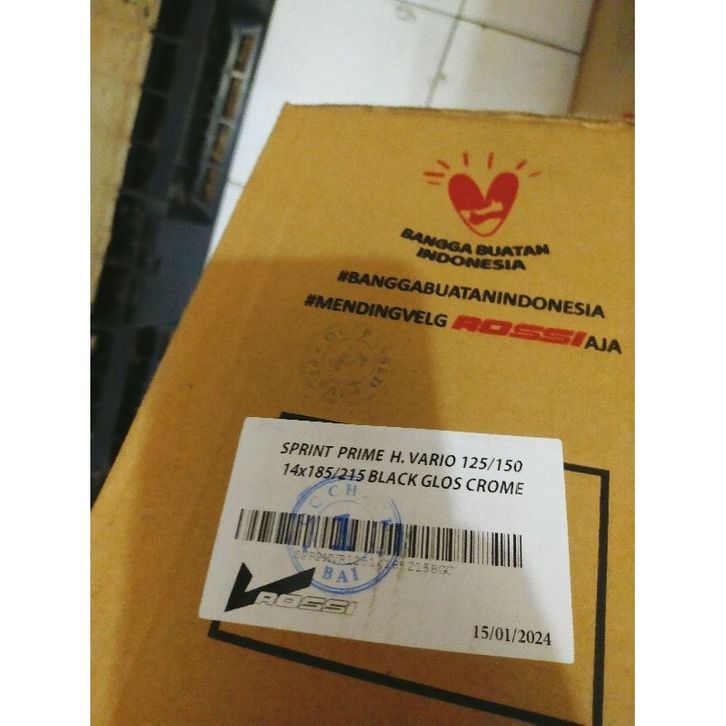 BANGGA BUATAN
INDONESIA
#BANGGABUATANINDONESIA
#MENDINGVELG ROSSI AJA
SPRINT PRIME H. VARIO 125/150
14x185/215 BLACK GLOS CROME
BAI
ROSSI
15/01/2024